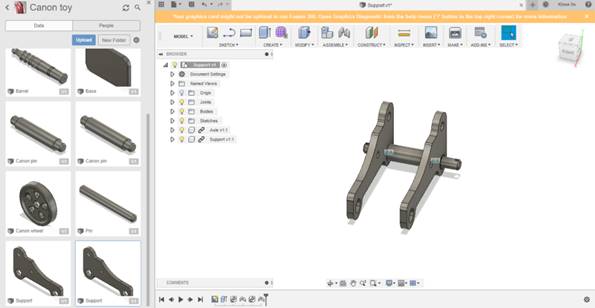 Canon toy
Data
People
Upload
New Folder
Barrel
Base
Canon pin
Canon pin
Canon wheel
Pin
Support
Support
Support v1*
Your graphics card might not be optimal to run Fusion 360. Open Graphics Diagnostic from the help menu ("?" button in the top right corner) for more information.
MODEL
SKETCH
CREATE
MODIFY
ASSEMBLE
CONSTRUCT
INSPECT
INSERT
MAKE
ADD-INS
SELECT
BROWSER
Support v1
Document Settings
Named Views
Origin
Joints
Bodies
Sketches
Axle v1:1
Support v1:1
COMMENTS